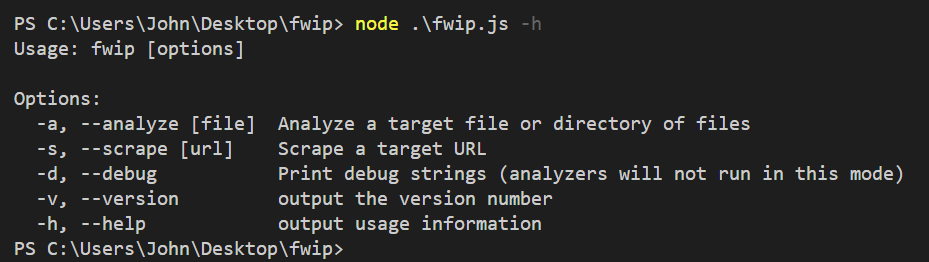 PS C:\Users\John\Desktop\fwip> node .\fwip.js -h
Usage: fwip [options]

Options:
  -a, --analyze [file]  Analyze a target file or directory of files
  -s, --scrape [url]    Scrape a target URL
  -d, --debug           Print debug strings (analyzers will not run in this mode)
  -v, --version         output the version number
  -h, --help            output usage information
PS C:\Users\John\Desktop\fwip>